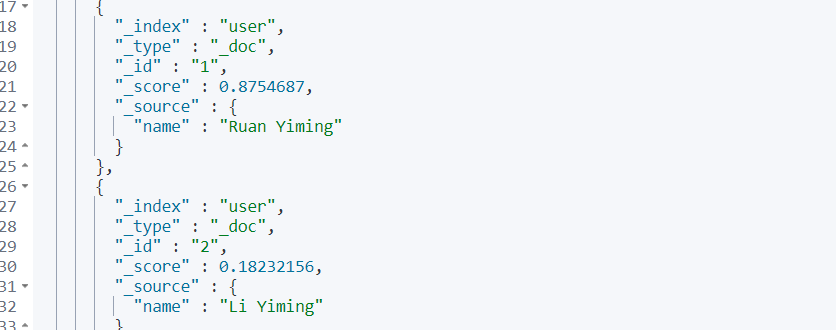 17 {
18 "_index" : "user",
19 "_type" : "_doc",
20 "_id" : "1",
21 "_score" : 0.8754687,
22 "_source" : {
23 "name" : "Ruan Yiming"
24 }
25 },
26 {
27 "_index" : "user",
28 "_type" : "_doc",
29 "_id" : "2",
30 "_score" : 0.18232156,
31 "_source" : {
32 "name" : "Li Yiming"
33 }